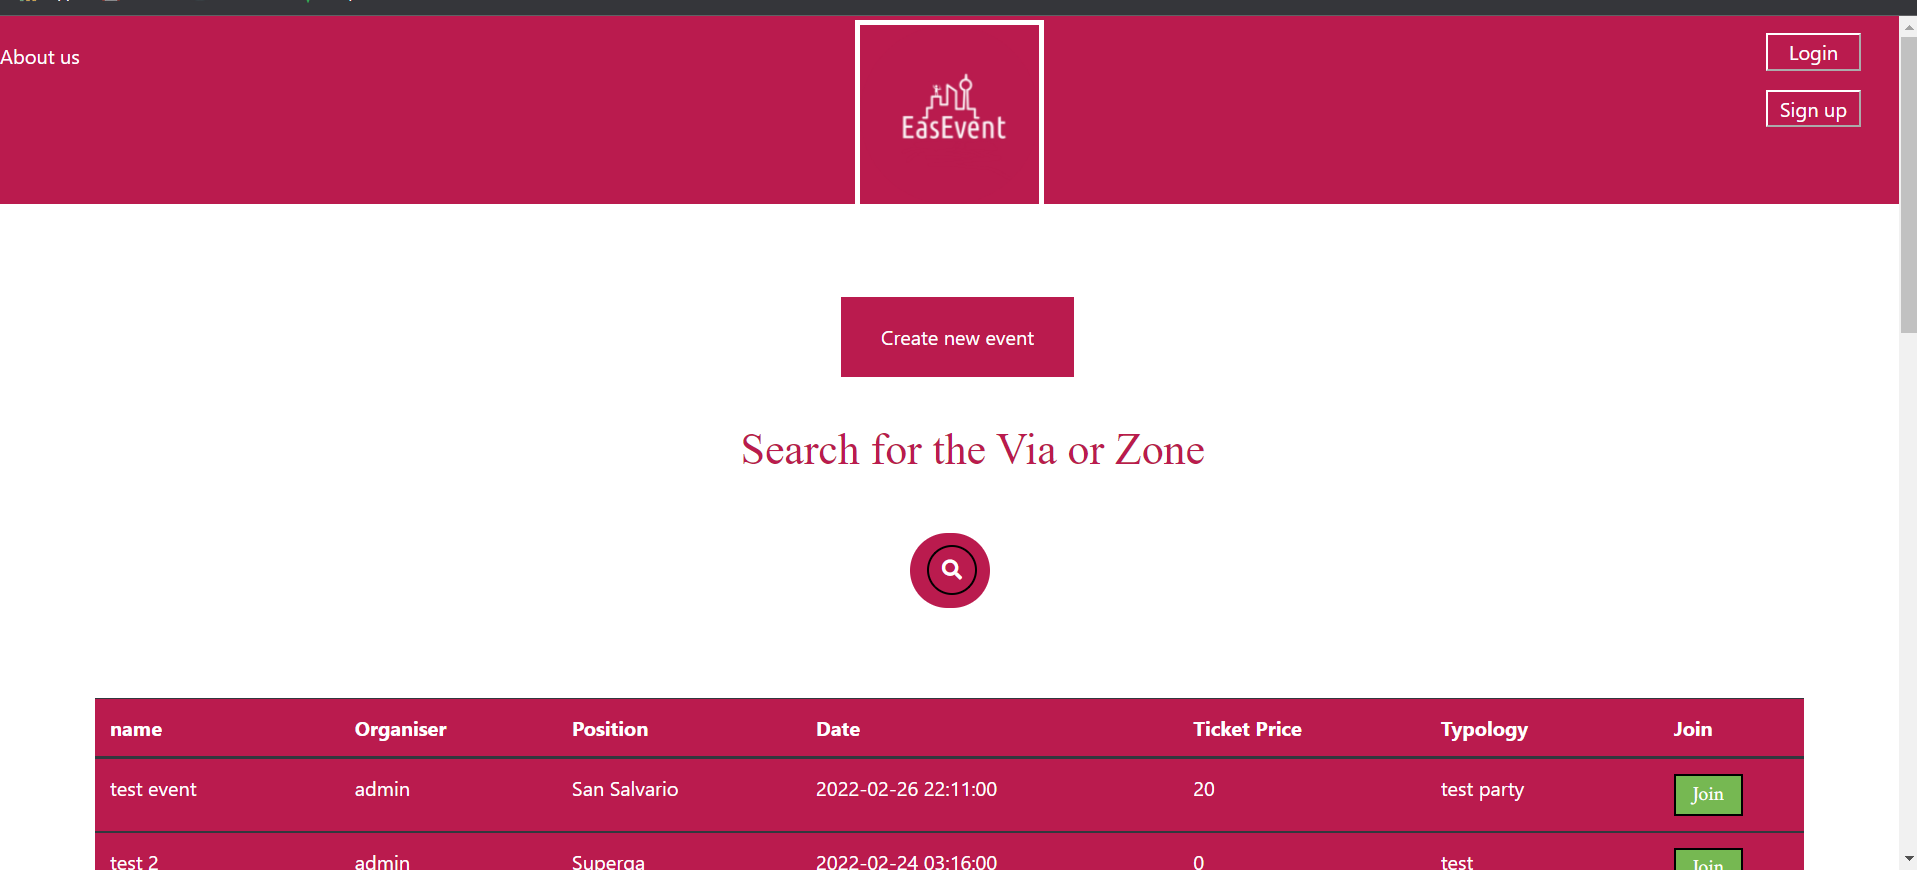 About us
EasEvent
Login
Sign up
Create new event
Search for the Via or Zone
name Organiser Position Date Ticket Price Typology Join
test event admin San Salvario 2022-02-26 22:11:00 20 test party Join
test 2 admin Superga 2022-02-24 03:16:00 0 test Join